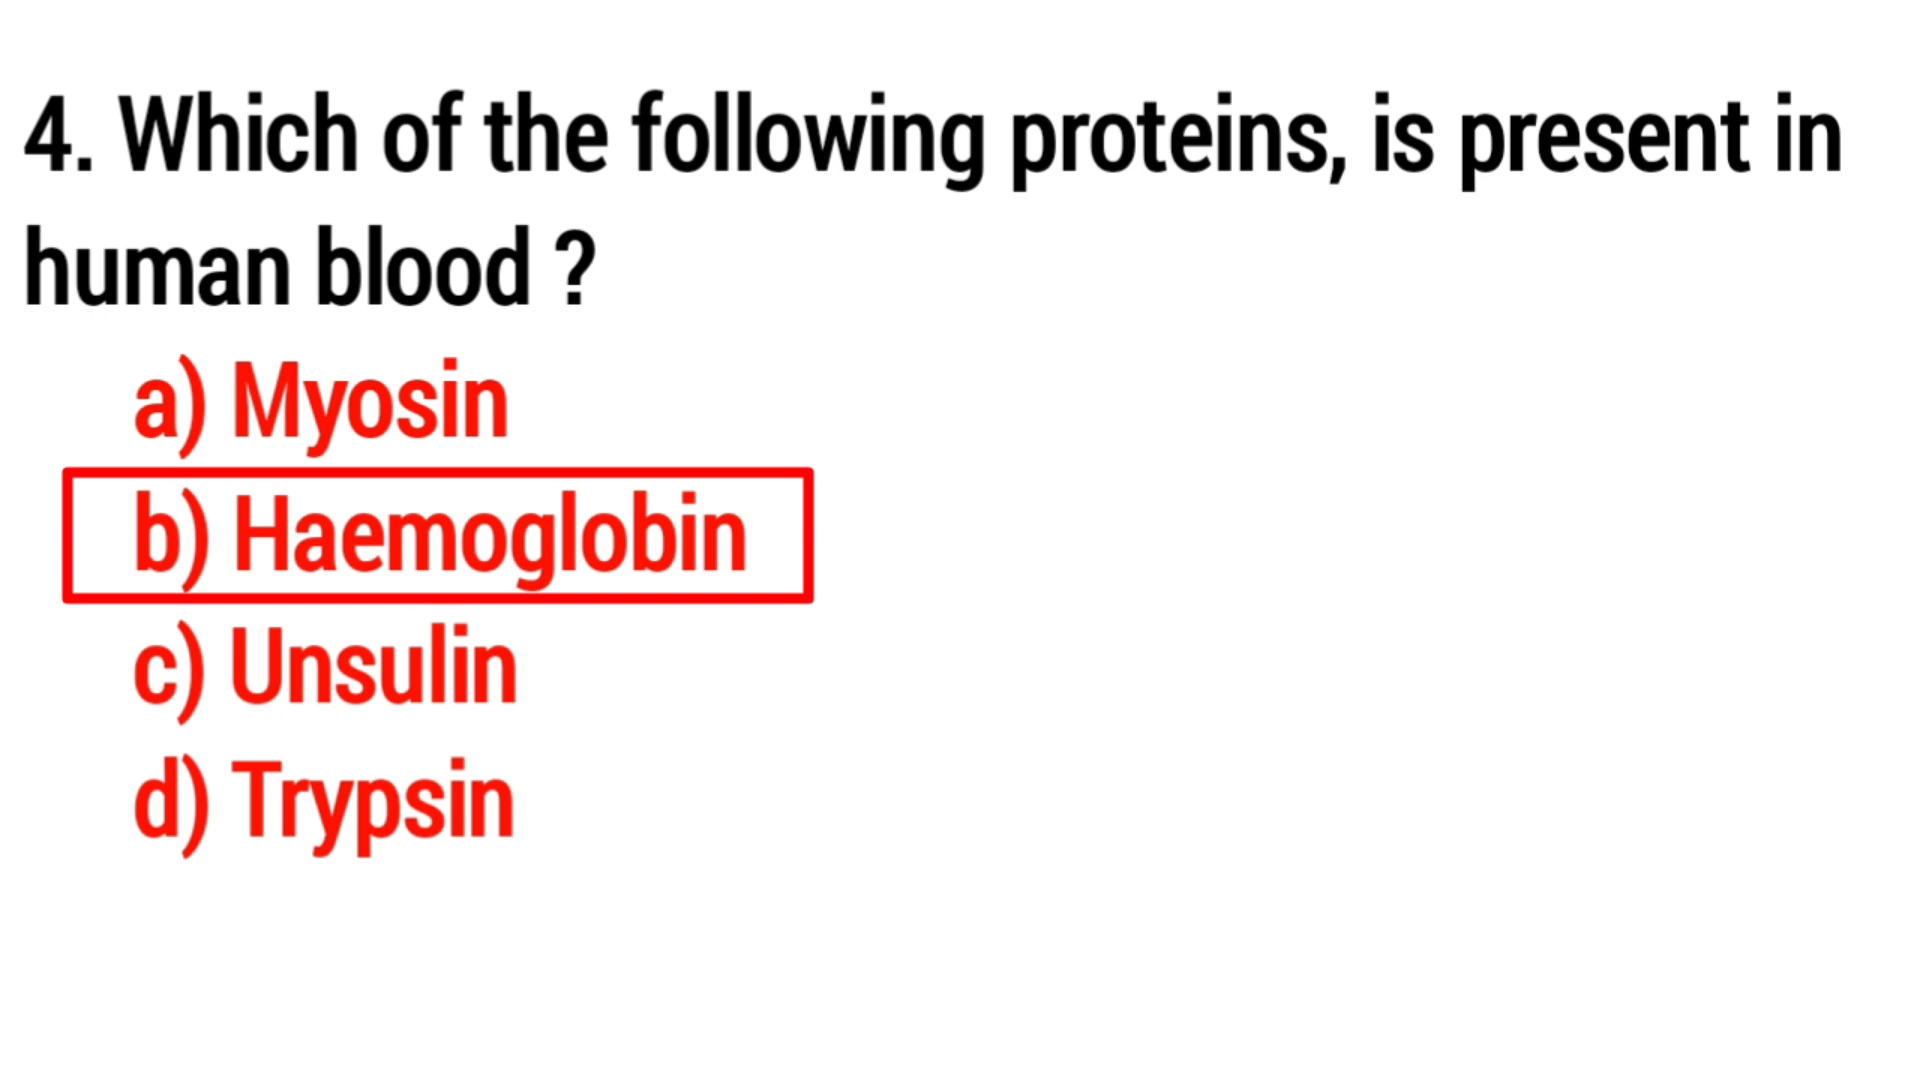 4. Which of the following proteins, is present in
human blood ?
a) Myosin
b) Haemoglobin
c) Unsulin
d) Trypsin